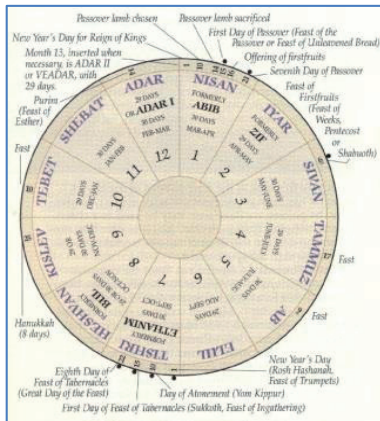 Passover lamb chosen
Passover lamb sacrificed
First Day of Passover (Feast of the
Passover or Feast of Unleavened Bread)
Offering of firstfruits
Seventh Day of Passover
Feast of
Firstfruits (Feast of
Weeks,
Pentecost
or
Shabuoth)
New Year's Day for Reign of Kings
Month 13, inserted when
necessary, is ADAR II
or VEADAR, with
29 days.
Purim
(Feast of
Esther)
Fast
Hanukkah
(8 days)
Eighth Day of
Feast of Tabernacles
(Great Day of the Feast)
First Day of Feast of Tabernacles (Sukkoth, Feast of Ingathering)
Day of Atonement (Yom Kippur)
New Year's Day
(Rosh Hashanah,
Feast of Trumpets)
Fast
Fast
NISAN
FORMERLY
ABIB
30 DAYS
MAR-APR.
1
IYAR
FORMERLY
ZIF
29 DAYS
APR-MAY
2
SIVAN
30 DAYS
MAY-JUNE
3
TAMMUZ
29 DAYS
JUNE-JULY
4
AB
30 DAYS
JULY-AUG
5
ELUL
29 DAYS
AUG-SEPT
6
TISHRI
FORMERLY
ETHANIM
30 DAYS
SEPT-OCT
7
HESHVAN
FORMERLY
BUL
29 OR 30 DAYS
OCT-NOV
8
KISLEV
29 OR
30 DAYS
NOV-DEC
9
TEBET
29 DAYS
DEC-JAN
10
SHEBAT
30 DAYS
JAN-FEB
11
ADAR
29 DAYS
OR ADAR I
30 DAYS
FEB-MAR
12